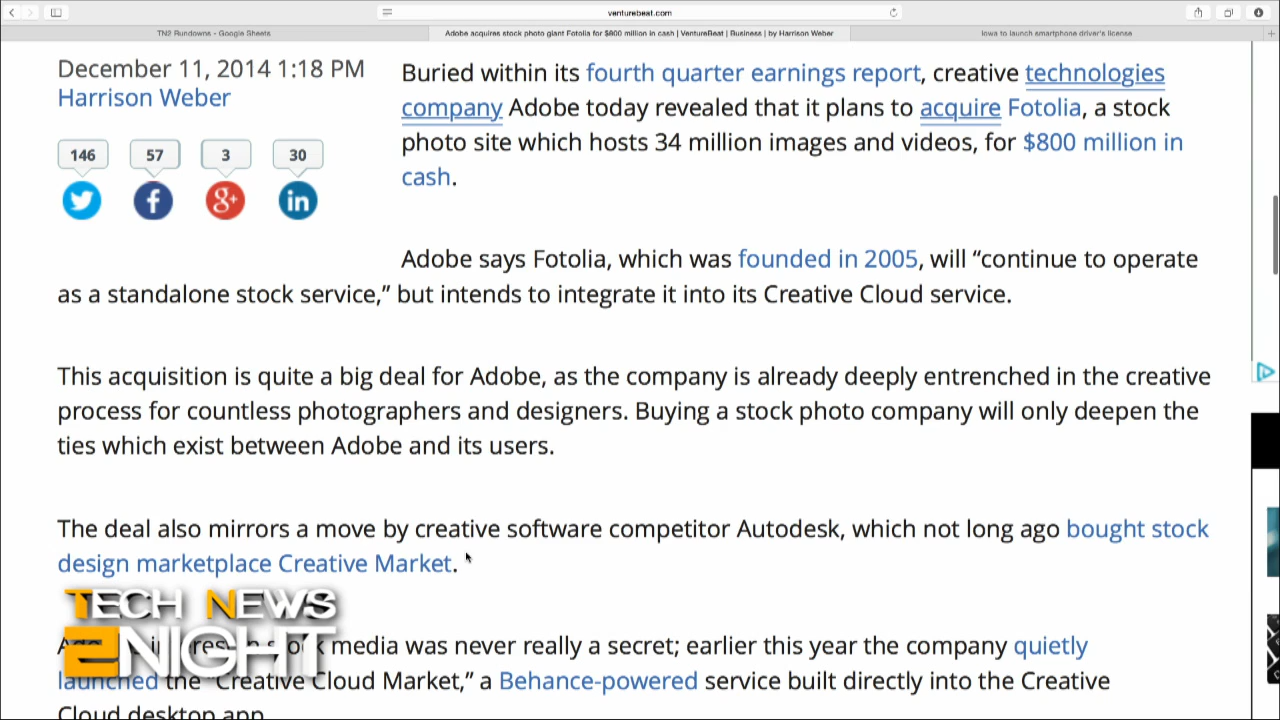 venturebeat.com
TN2 Rundowns - Google Sheets
Adobe acquires stock photo giant Fotolia for $800 million in cash | VentureBeat | Business | by Harrison Weber
Iowa to launch smartphone driver's license
December 11, 2014 1:18 PM
Harrison Weber
146 57 3 30
Buried within its fourth quarter earnings report, creative technologies
company Adobe today revealed that it plans to acquire Fotolia, a stock
photo site which hosts 34 million images and videos, for $800 million in
cash.
Adobe says Fotolia, which was founded in 2005, will “continue to operate
as a standalone stock service,” but intends to integrate it into its Creative Cloud service.
This acquisition is quite a big deal for Adobe, as the company is already deeply entrenched in the creative
process for countless photographers and designers. Buying a stock photo company will only deepen the
ties which exist between Adobe and its users.
The deal also mirrors a move by creative software competitor Autodesk, which not long ago bought stock
design marketplace Creative Market.
TECH NEWS
2NIGHT
media was never really a secret; earlier this year the company quietly
launched the “Creative Cloud Market,” a Behance-powered service built directly into the Creative
Cloud desktop app